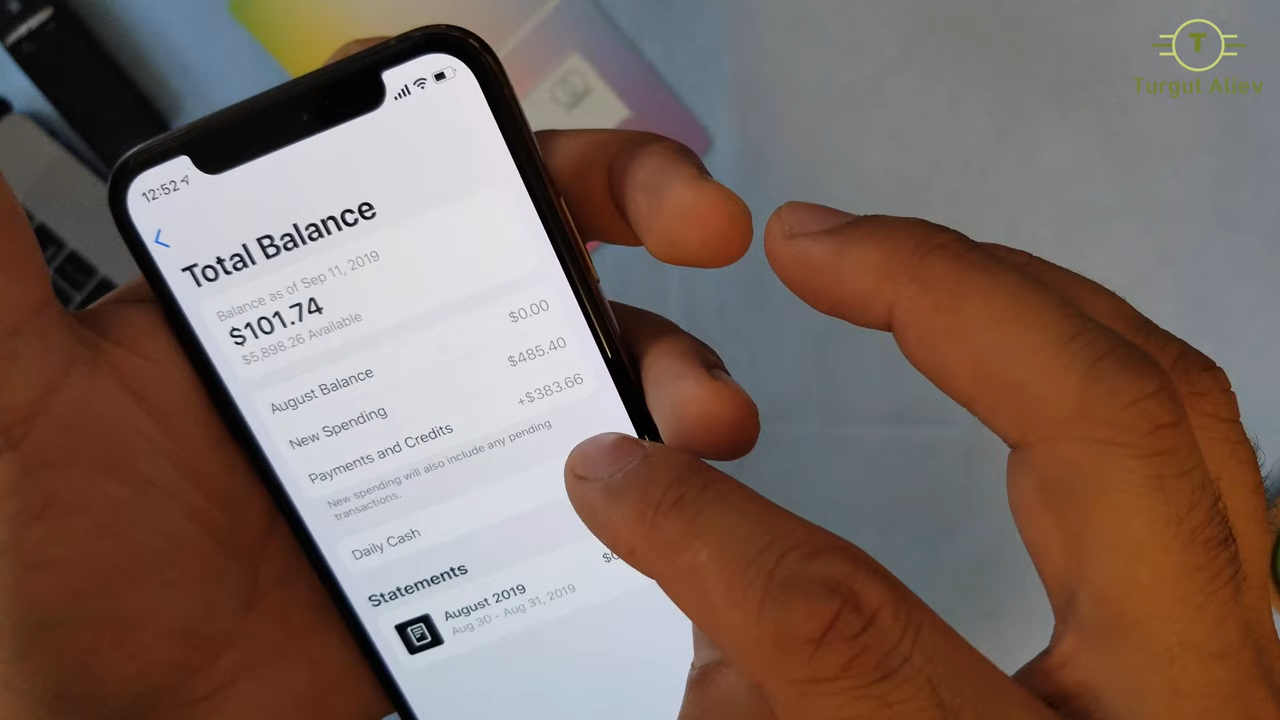 T
Turgut Aliev
12:52
Total Balance
Balance as of Sep 11, 2019
$101.74
$5,898.26 Available
August Balance $0.00
New Spending $485.40
Payments and Credits +$383.66
New spending will also include any pending
transactions.
Daily Cash
Statements
August 2019
Aug 30 - Aug 31, 2019